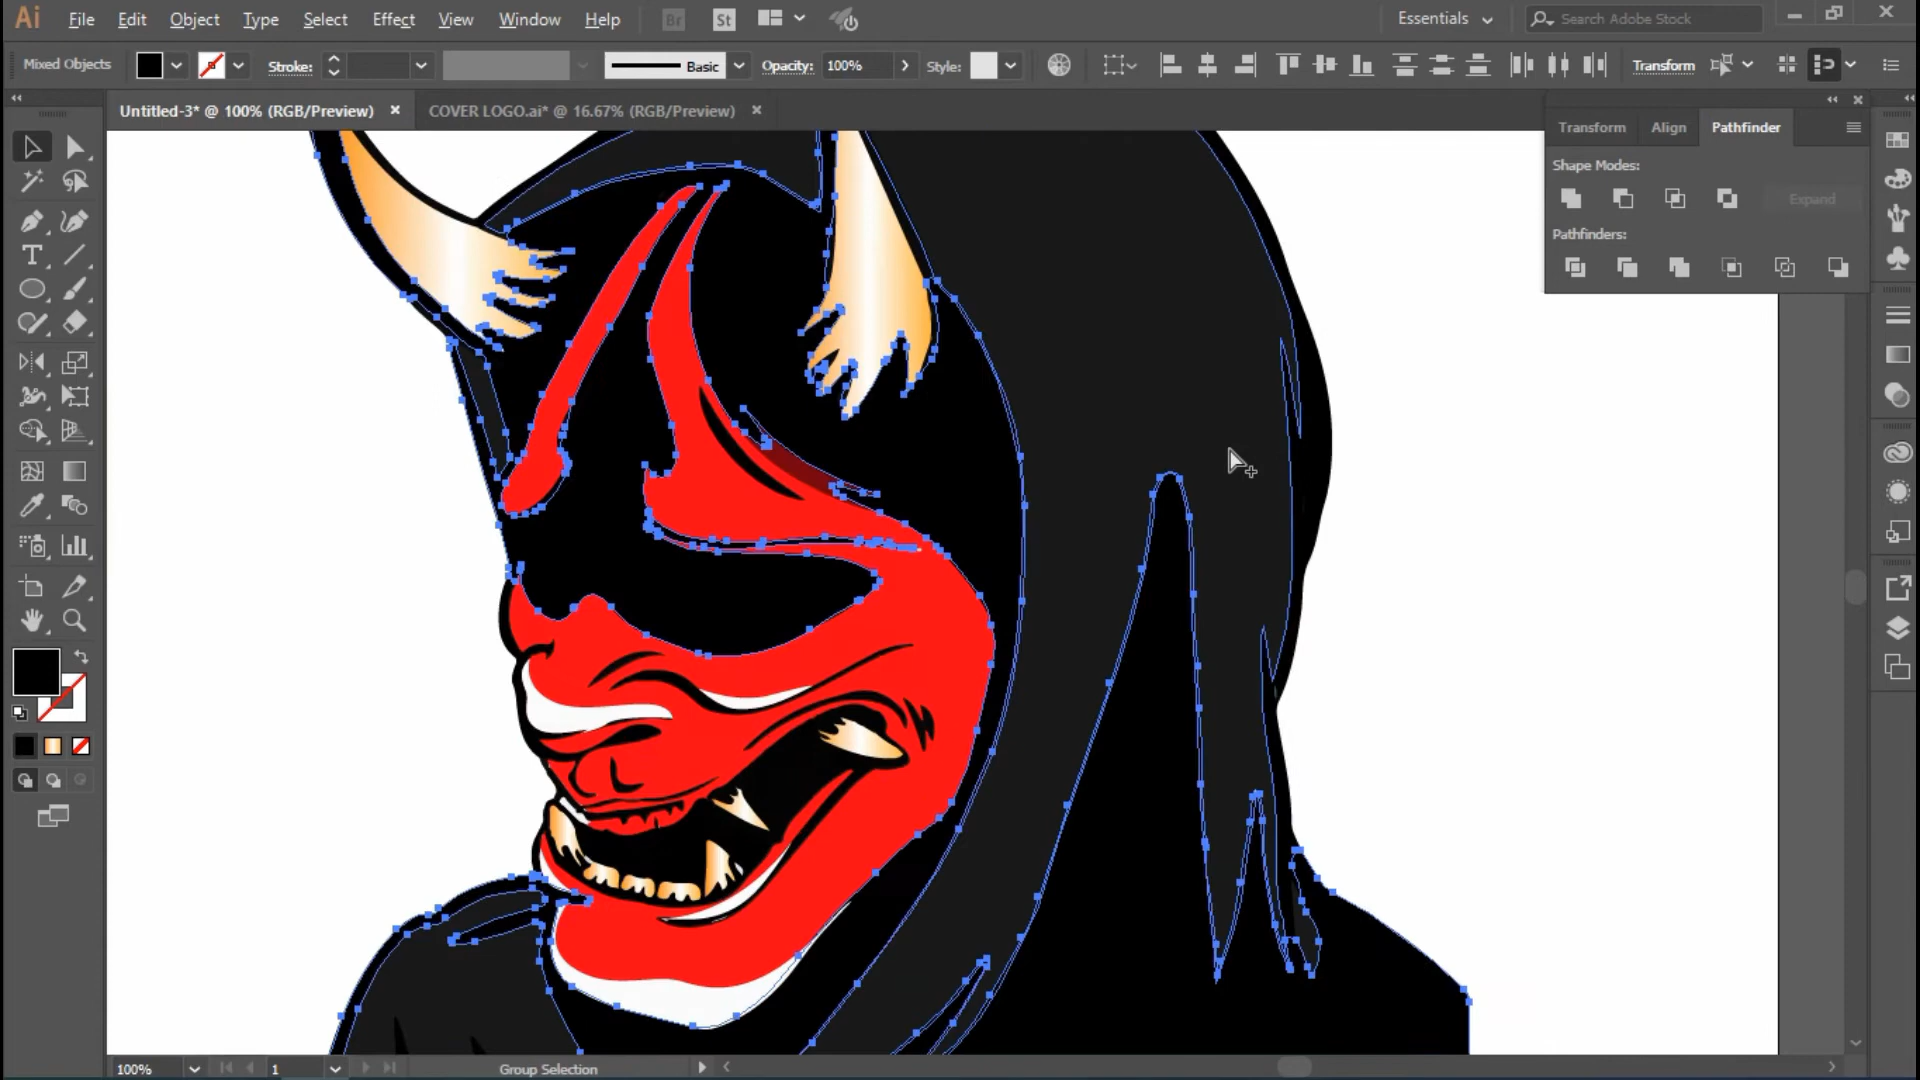 Ai File Edit Object Type Select Effect View Window Help Br St Essentials Search Adobe Stock
Mixed Objects Stroke: Basic Opacity: 100% Style: Transform
Untitled-3* @ 100% (RGB/Preview) COVER LOGO.ai* @ 16.67% (RGB/Preview)
Transform Align Pathfinder
Shape Modes:
Expand
Pathfinders:
100% 1 Group Selection